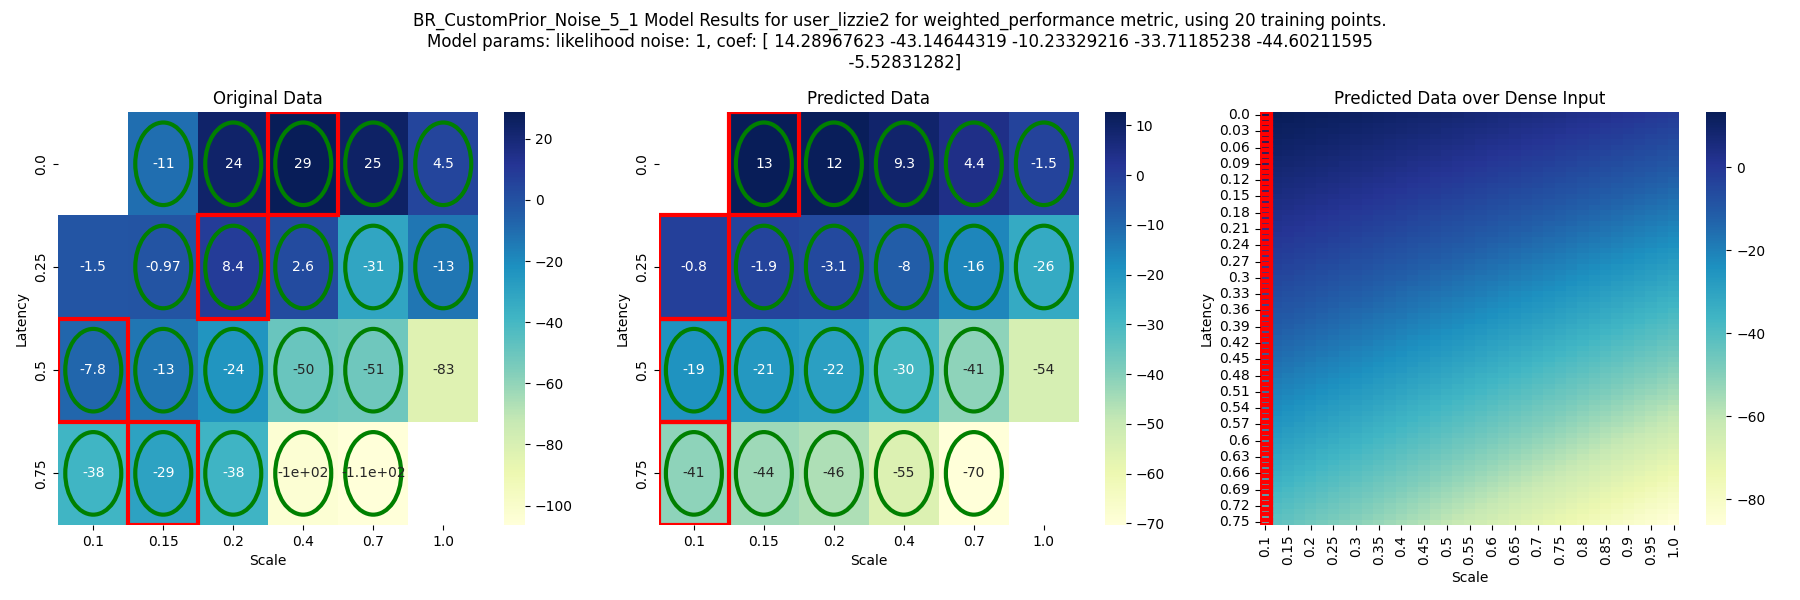 BR_CustomPrior_Noise_5_1 Model Results for user_lizzie2 for weighted_performance metric, using 20 training points.
Model params: likelihood noise: 1, coef: [ 14.28967623 -43.14644319 -10.23329216 -33.71185238 -44.60211595
-5.52831282]
Original Data
0.0
-11 24 29 25 4.5
0.25
-1.5 -0.97 8.4 2.6 -31 -13
0.5
-7.8 -13 -24 -50 -51 -83
0.75
-38 -29 -38 -1e+02 -1.1e+02
Latency
0.1 0.15 0.2 0.4 0.7 1.0
Scale
20
0
−20
−40
−60
−80
−100
Predicted Data
0.0
13 12 9.3 4.4 -1.5
0.25
-0.8 -1.9 -3.1 -8 -16 -26
0.5
-19 -21 -22 -30 -41 -54
0.75
-41 -44 -46 -55 -70
Latency
0.1 0.15 0.2 0.4 0.7 1.0
Scale
10
0
−10
−20
−30
−40
−50
−60
−70
Predicted Data over Dense Input
0.0
0.03
0.06
0.09
0.12
0.15
0.18
0.21
0.24
0.27
0.3
0.33
0.36
0.39
0.42
0.45
0.48
0.51
0.54
0.57
0.6
0.63
0.66
0.69
0.72
0.75
Latency
0.1 0.15 0.2 0.25 0.3 0.35 0.4 0.45 0.5 0.55 0.6 0.65 0.7 0.75 0.8 0.85 0.9 0.95 1.0
Scale
0
−20
−40
−60
−80